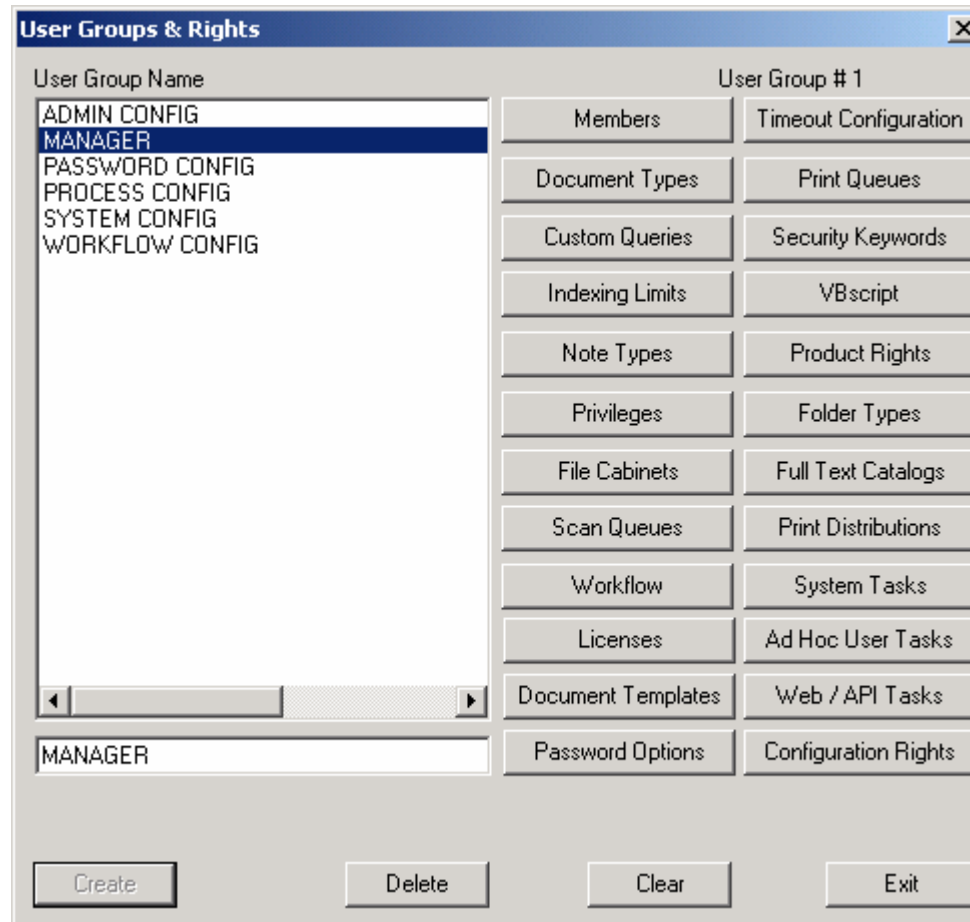 User Groups & Rights
User Group Name
User Group # 1
ADMIN CONFIG
MANAGER
PASSWORD CONFIG
PROCESS CONFIG
SYSTEM CONFIG
WORKFLOW CONFIG
MANAGER
Members Timeout Configuration
Document Types Print Queues
Custom Queries Security Keywords
Indexing Limits VBscript
Note Types Product Rights
Privileges Folder Types
File Cabinets Full Text Catalogs
Scan Queues Print Distributions
Workflow System Tasks
Licenses Ad Hoc User Tasks
Document Templates Web / API Tasks
Password Options Configuration Rights
Create Delete Clear Exit